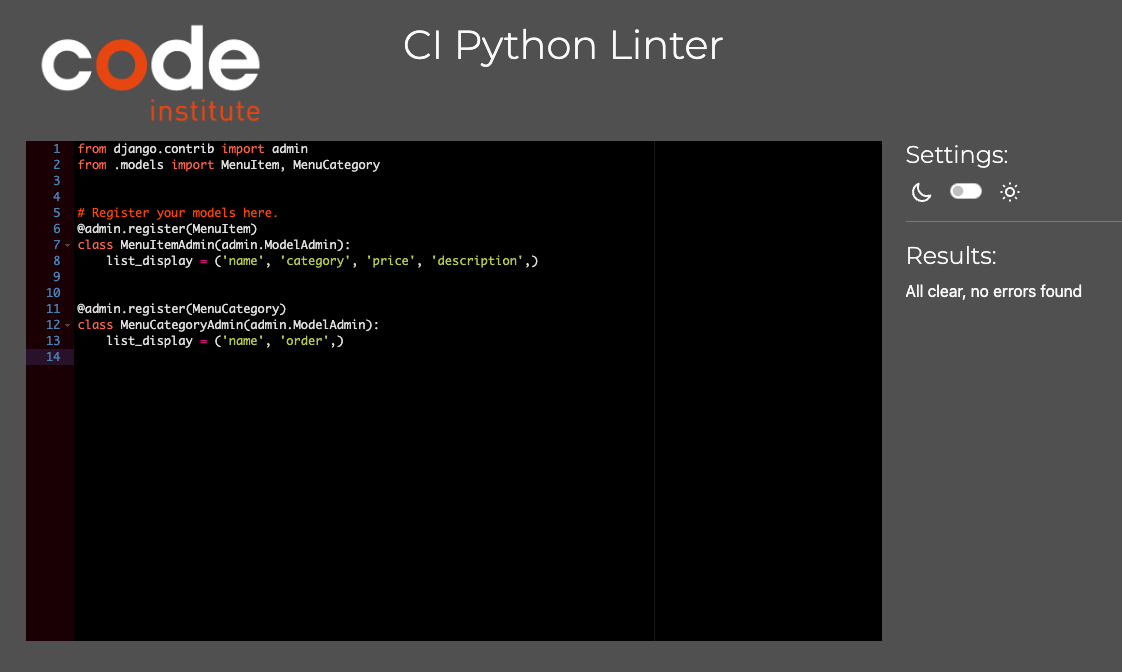 code
institute
CI Python Linter
1 from django.contrib import admin
2 from .models import MenuItem, MenuCategory
3
4
5 # Register your models here.
6 @admin.register(MenuItem)
7 class MenuItemAdmin(admin.ModelAdmin):
8     list_display = ('name', 'category', 'price', 'description',)
9
10
11 @admin.register(MenuCategory)
12 class MenuCategoryAdmin(admin.ModelAdmin):
13     list_display = ('name', 'order',)
14
Settings:
Results:
All clear, no errors found